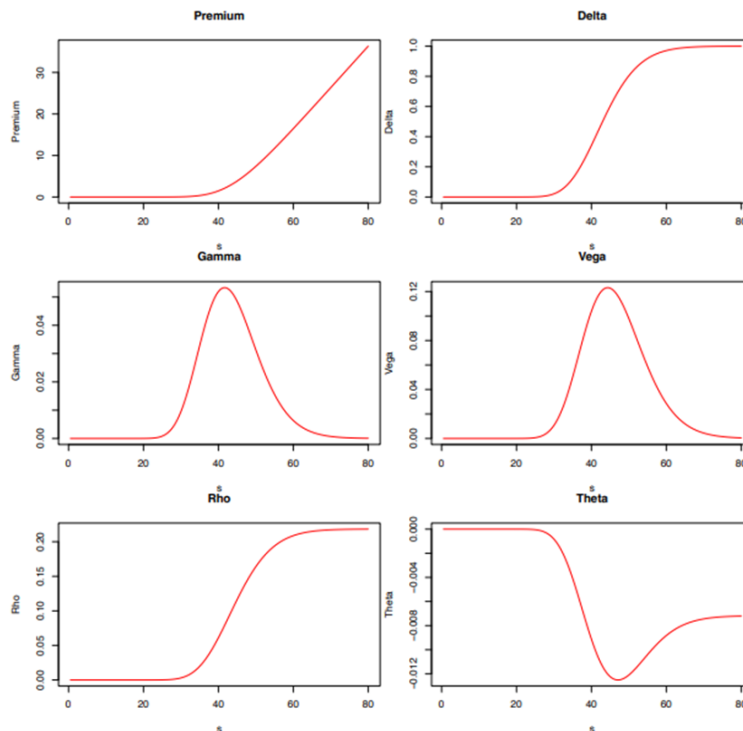 Premium Delta
Premium
0 10 20 30
0 20 40 60 80
s
Delta
0.0 0.2 0.4 0.6 0.8 1.0
0 20 40 60 80
s
Gamma Vega
Gamma
0.00 0.02 0.04
0 20 40 60 80
s
Vega
0.00 0.04 0.08 0.12
0 20 40 60 80
s
Rho Theta
Rho
0.00 0.05 0.10 0.15 0.20
0 20 40 60 80
s
Theta
-0.012 -0.008 -0.004 0.000
0 20 40 60 80
s